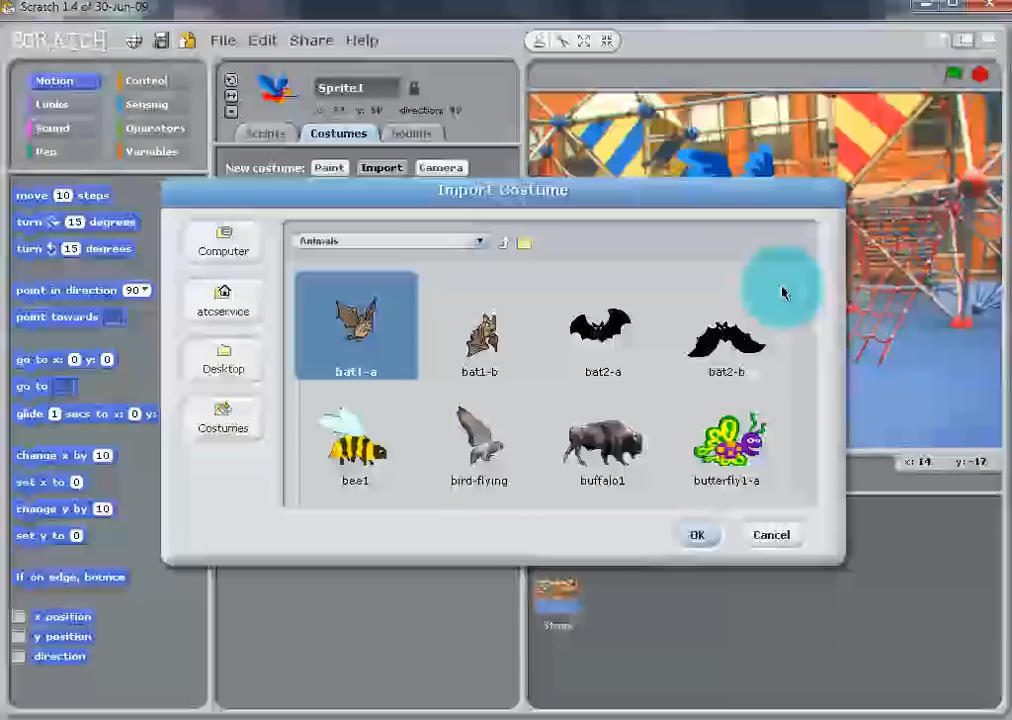 Scratch 1.4 of 30-Jun-09
SCRATCH File Edit Share Help
Motion Control
Looks Sensing
Sound Operators
Pen Variables
Sprite1
direction:
Scripts Costumes Sounds
New costume: Paint Import Camera
Import Costume
move 10 steps
turn 15 degrees
turn 15 degrees
point in direction 90
point towards
go to x: 0 y: 0
go to
glide 1 secs to x: 0 y:
change x by 10
set x to 0
change y by 10
set y to 0
if on edge, bounce
x position
y position
direction
Computer
atcservice
Desktop
Costumes
Animals
bat1-a bat1-b bat2-a bat2-b
bee1 bird-flying buffalo1 butterfly1-a
OK Cancel
x: 14 y: -17
Stage